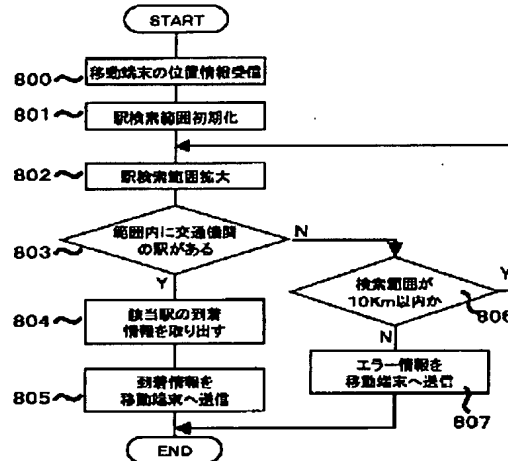 START
800
移動端末の位置情報受信
801
駅検索範囲初期化
802
駅検索範囲拡大
803
範囲内に交通機関
の駅がある
N
Y
検索範囲が
10Km以内か
Y
806
N
804
該当駅の到着
情報を取り出す
エラー情報を
移動端末へ送信
807
805
到着情報を
移動端末へ送信
END